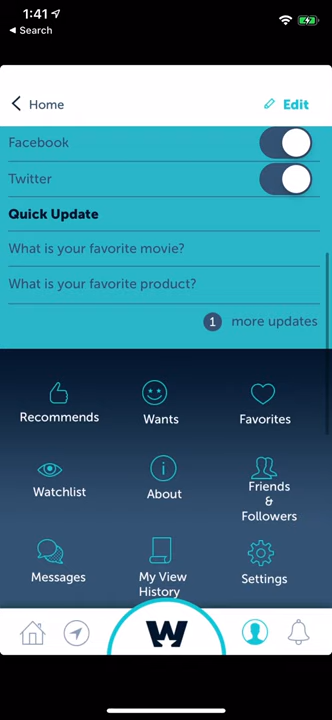 1:41
◀ Search
Home
Edit
Facebook
Twitter
Quick Update
What is your favorite movie?
What is your favorite product?
1 more updates
Recommends
Wants
Favorites
Watchlist
About
Friends
&
Followers
Messages
My View
History
Settings
W